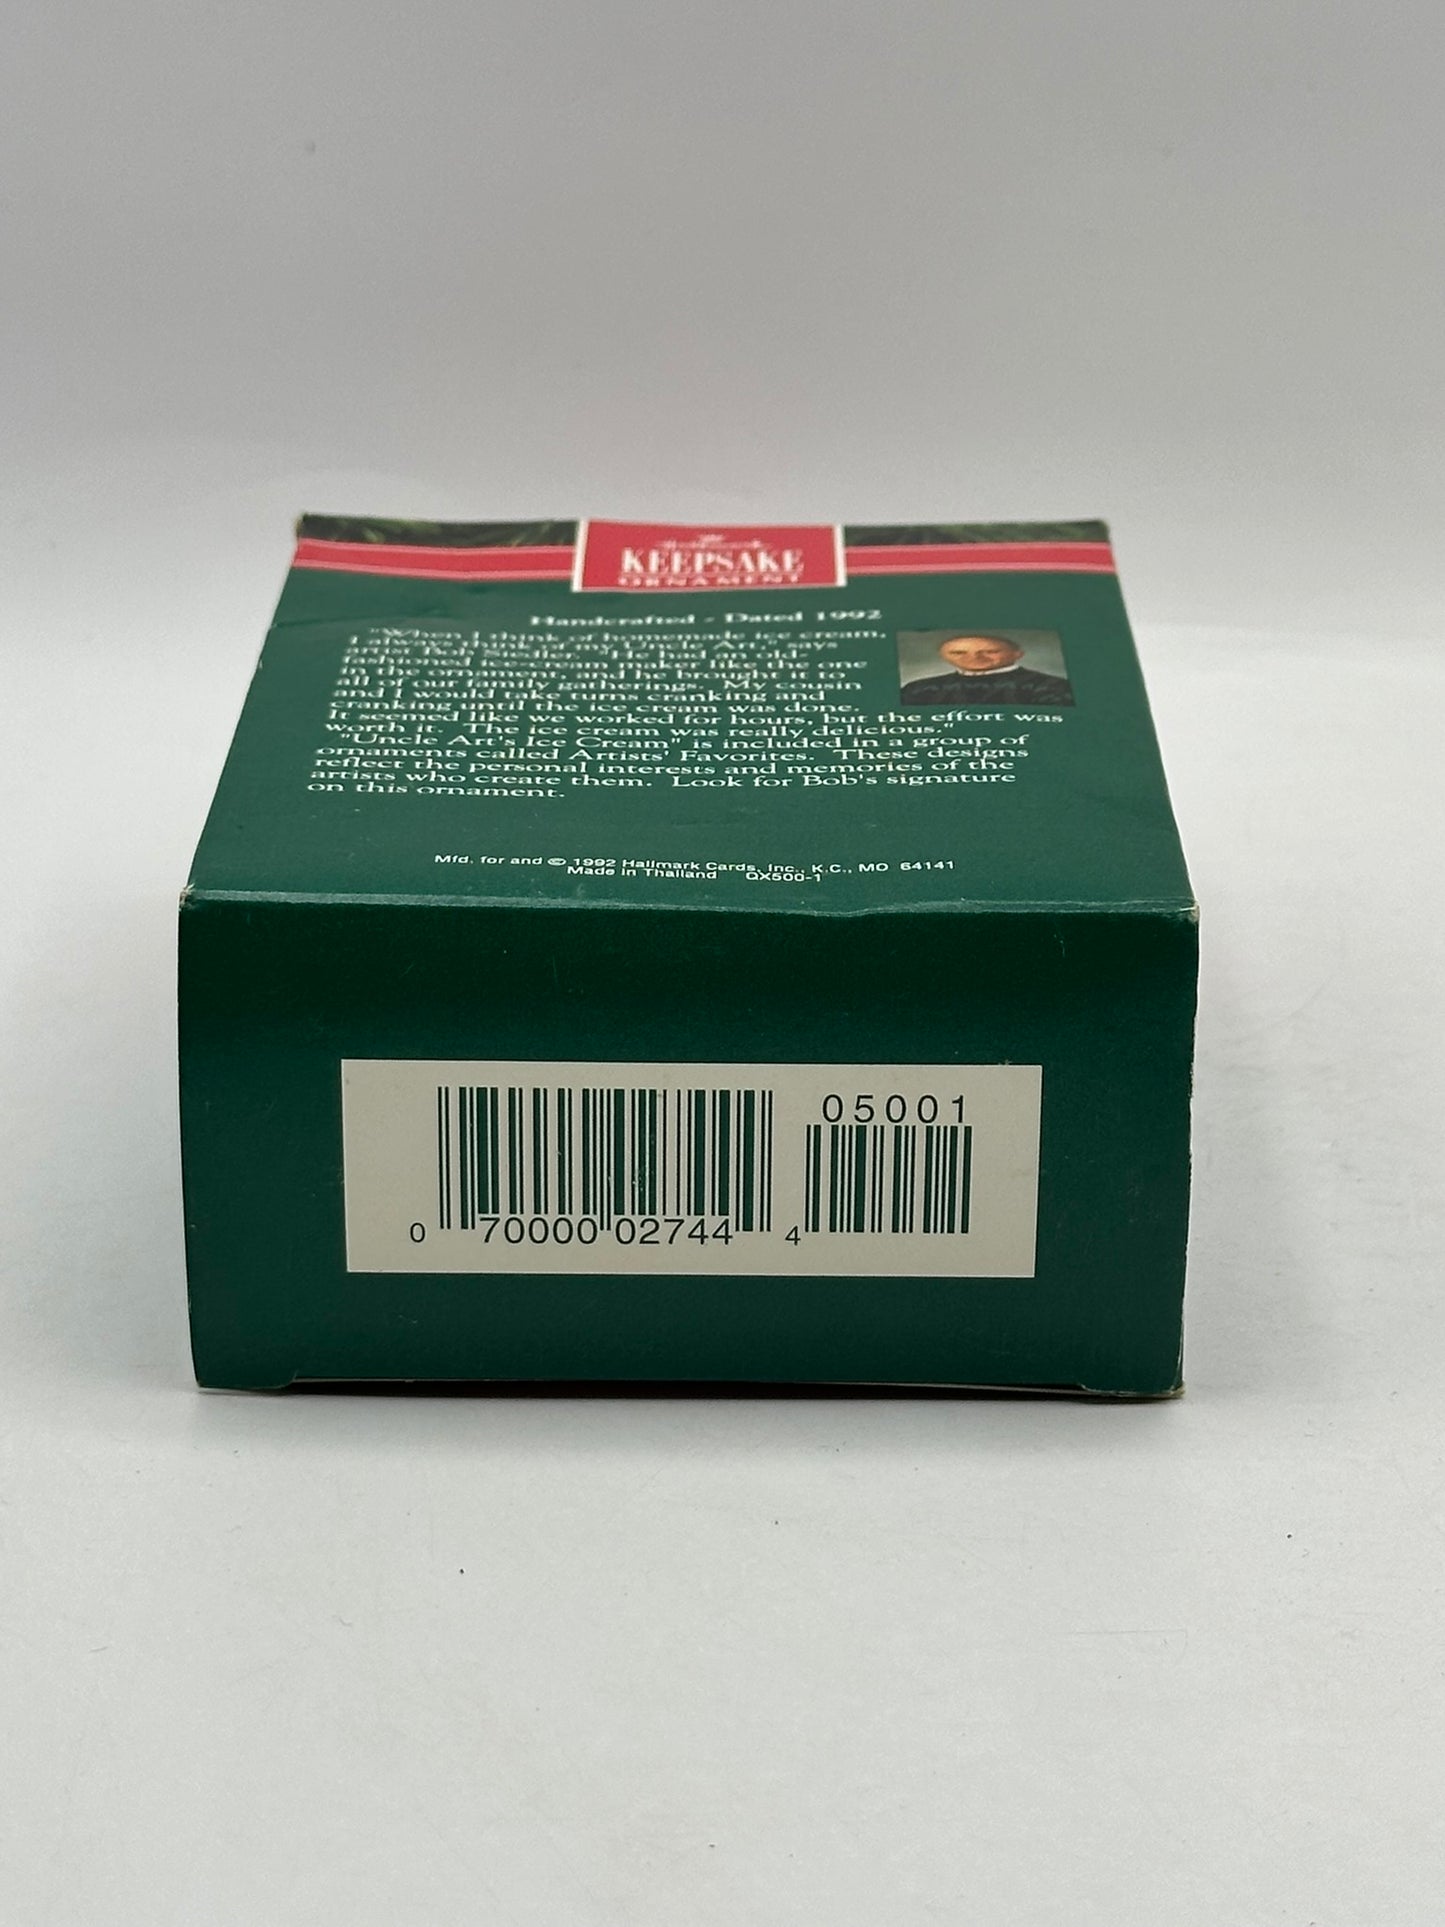 Hallmark
KEEPSAKE
ORNAMENT
Handcrafted - Dated 1992
"When I think of homemade ice cream,
I always think of my Uncle Art," says
artist Bob Siedler. "He had an old-
fashioned ice-cream maker like the one
in the ornament, and he brought it to
all of our family gatherings. My cousin
and I would take turns cranking and
cranking until the ice cream was done.
It seemed like we worked for hours, but the effort was
worth it. The ice cream was really delicious."
"Uncle Art's Ice Cream" is included in a group of
ornaments called Artists' Favorites. These designs
reflect the personal interests and memories of the
artists who create them. Look for Bob's signature
on this ornament.
Mfd. for and © 1992 Hallmark Cards, Inc., K.C., MO 64141
Made in Thailand QX500-1
05001
0 70000 02744 4